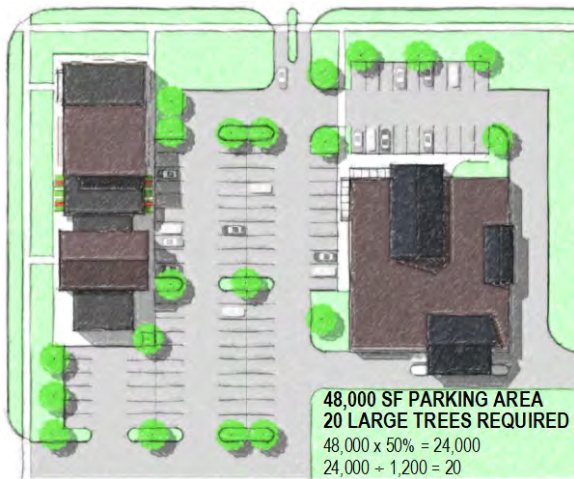 48,000 SF PARKING AREA
20 LARGE TREES REQUIRED
48,000 x 50% = 24,000
24,000 ÷ 1,200 = 20